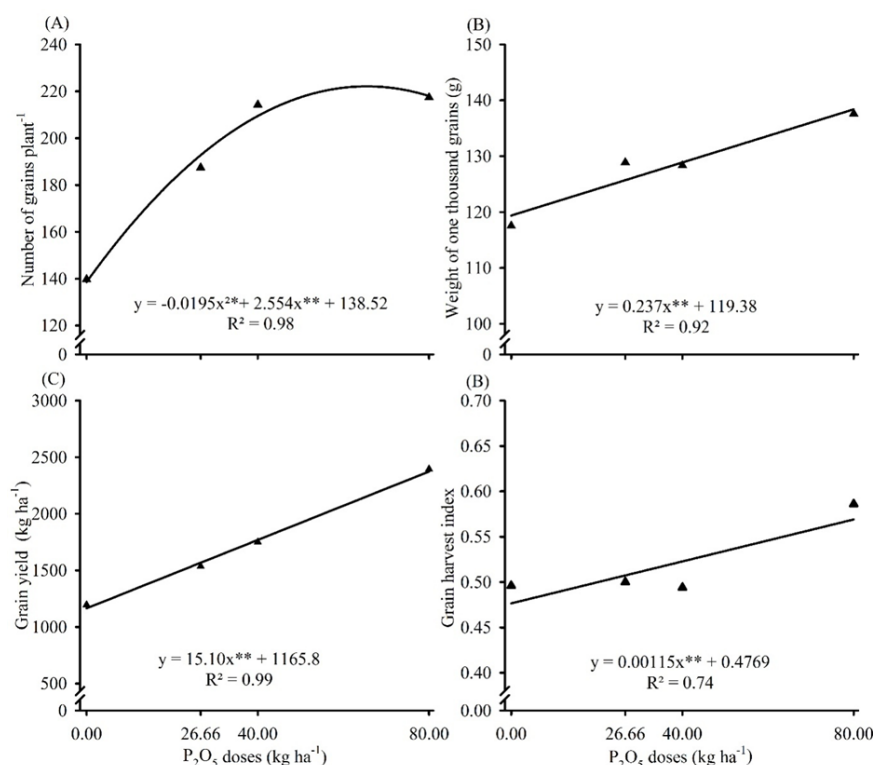 (A)
240
220
200
180
160
140
120
0
Number of grains plant⁻¹
y = -0.0195x²*+ 2.554x** + 138.52
R² = 0.98
(B)
150
140
130
120
110
100
0
Weight of one thousand grains (g)
y = 0.237x** + 119.38
R² = 0.92
(C)
3000
2500
2000
1500
1000
500
0
Grain yield (kg ha⁻¹)
y = 15.10x** + 1165.8
R² = 0.99
0.00 26.66 40.00 80.00
P₂O₅ doses (kg ha⁻¹)
(B)
0.70
0.60
0.55
0.50
0.45
0.40
0.00
Grain harvest index
y = 0.00115x** + 0.4769
R² = 0.74
0.00 26.66 40.00 80.00
P₂O₅ doses (kg ha⁻¹)